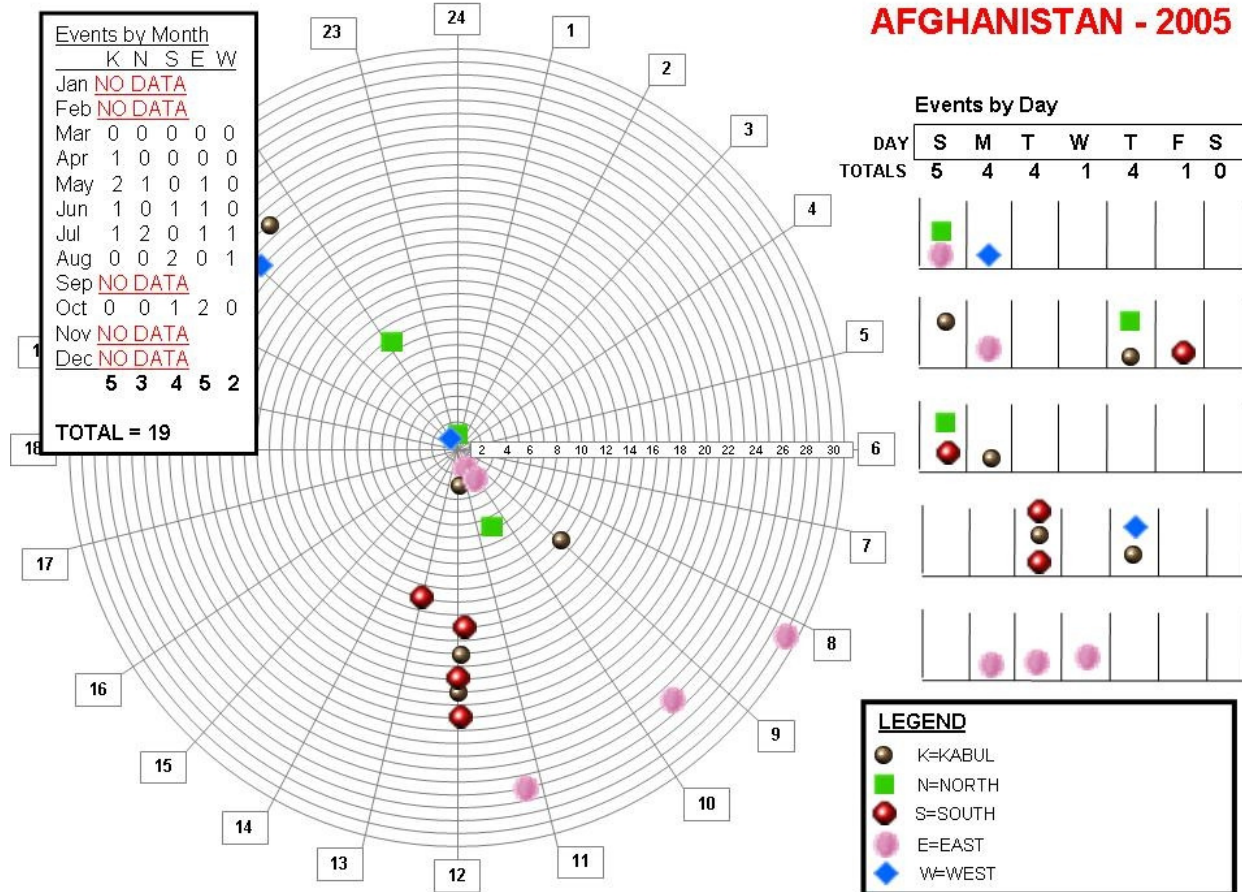 AFGHANISTAN - 2005
Events by Month
K N S E W
Jan NO DATA
Feb NO DATA
Mar 0 0 0 0 0
Apr 1 0 0 0 0
May 2 1 0 1 0
Jun 1 0 1 1 0
Jul 1 2 0 1 1
Aug 0 0 2 0 1
Sep NO DATA
Oct 0 0 1 2 0
Nov NO DATA
Dec NO DATA
5 3 4 5 2
TOTAL = 19
24
1
2
3
4
5
6
7
8
9
10
11
12
13
14
15
16
17
18
1
23
2 4 6 8 10 12 14 16 18 20 22 24 26 28 30
Events by Day
DAY S M T W T F S
TOTALS 5 4 4 1 4 1 0
LEGEND
K=KABUL
N=NORTH
S=SOUTH
E=EAST
W=WEST